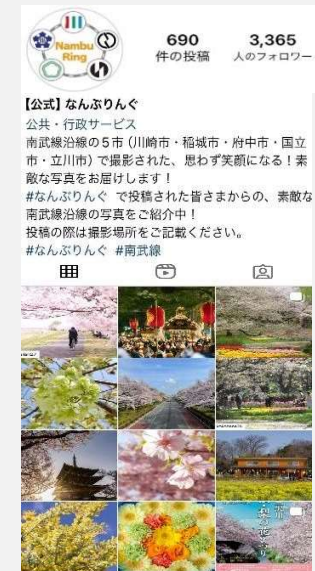 Nambu
Ring
690
件の投稿
3,365
人のフォロワー
【公式】なんぶりんぐ
公共・行政サービス
南武線沿線の5市（川崎市・稲城市・府中市・国立
市・立川市）で撮影された、思わず笑顔になる！素
敵な写真をお届けします！
#なんぶりんぐ で投稿された皆さまからの、素敵な
南武線沿線の写真をご紹介中！
投稿の際は撮影場所をご記載ください。
#なんぶりんぐ #南武線